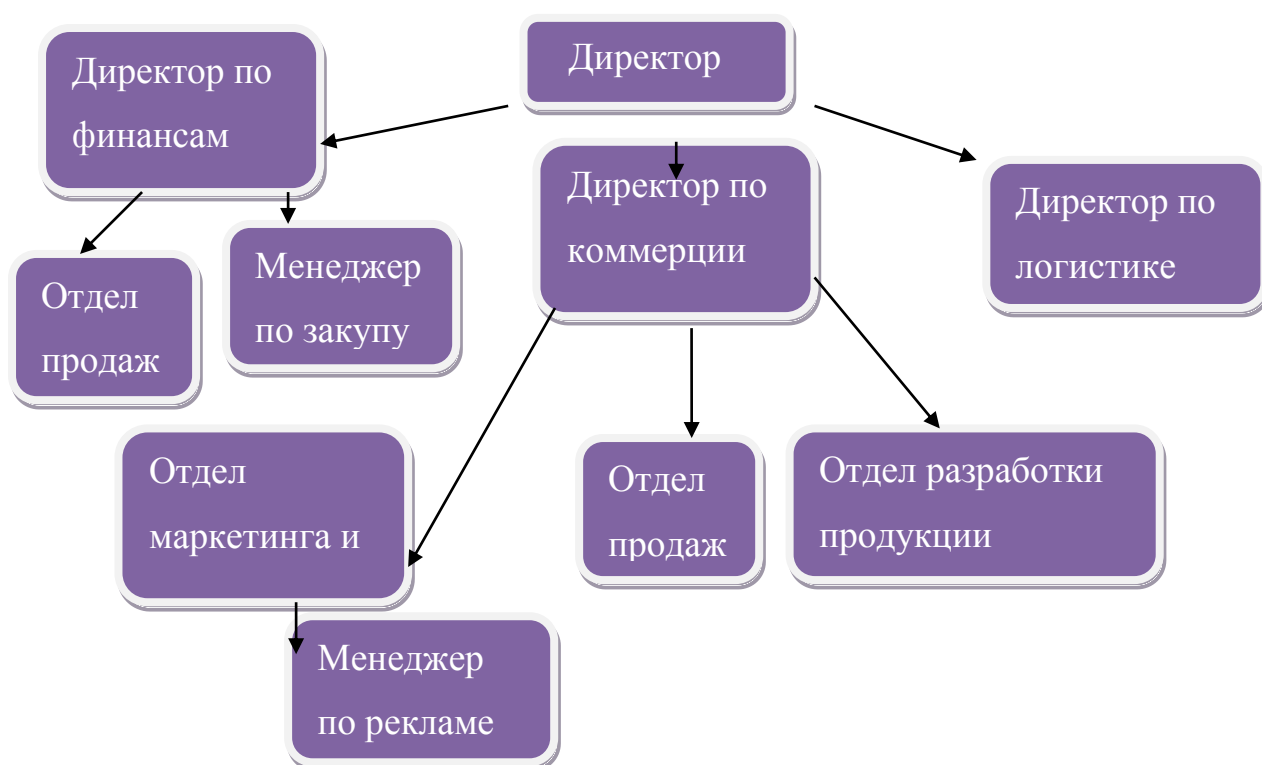 Директор
Директор по
финансам
Директор по
коммерции
Директор по
логистике
Отдел
продаж
Менеджер
по закупу
Отдел
маркетинга и
Отдел
продаж
Отдел разработки
продукции
Менеджер
по рекламе